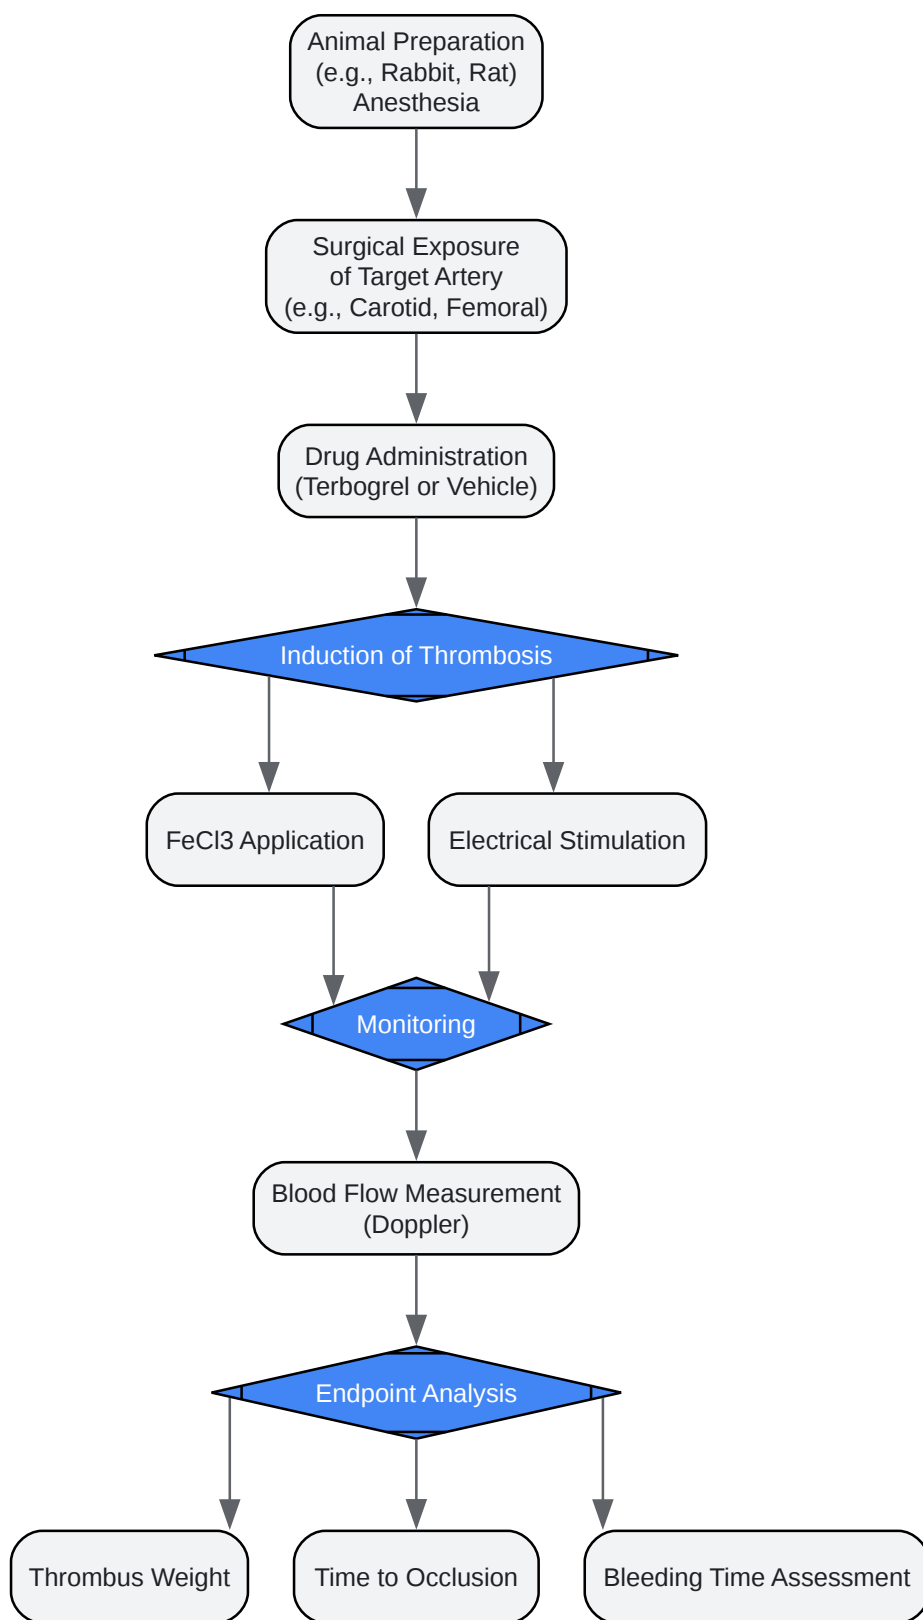 Animal Preparation
(e.g., Rabbit, Rat)
Anesthesia
Surgical Exposure
of Target Artery
(e.g., Carotid, Femoral)
Drug Administration
(Terbogrel or Vehicle)
Induction of Thrombosis
FeCl3 Application
Electrical Stimulation
Monitoring
Blood Flow Measurement
(Doppler)
Endpoint Analysis
Thrombus Weight
Time to Occlusion
Bleeding Time Assessment